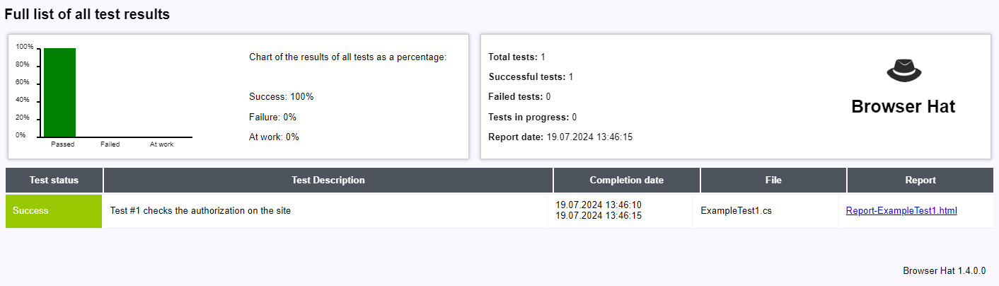 Full list of all test results
100%
80%
60%
40%
20%
0%
Passed Failed At work
Chart of the results of all tests as a percentage:
Success: 100%
Failure: 0%
At work: 0%
Total tests: 1
Successful tests: 1
Failed tests: 0
Tests in progress: 0
Report date: 19.07.2024 13:46:15
Browser Hat
Test status Test Description Completion date File Report
Success Test #1 checks the authorization on the site 19.07.2024 13:46:10 ExampleTest1.cs Report-ExampleTest1.html
19.07.2024 13:46:15
Browser Hat 1.4.0.0